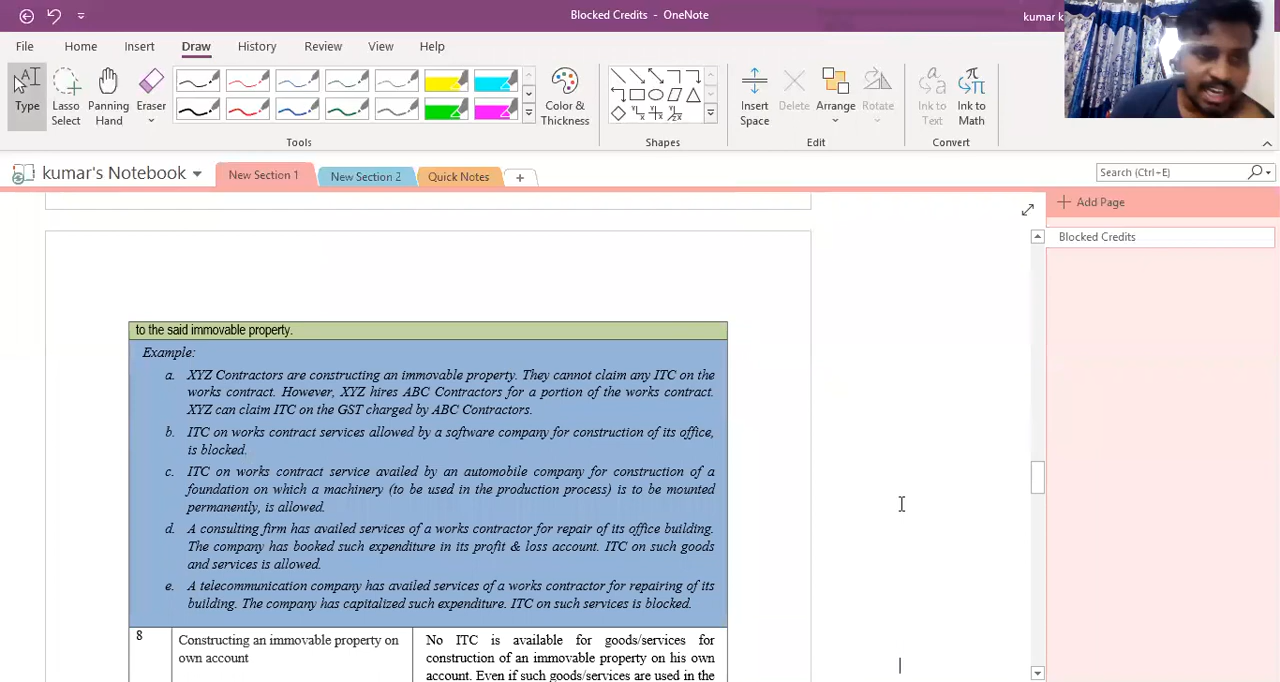 Blocked Credits - OneNote
kumar k
File Home Insert Draw History Review View Help
Type
Lasso Select
Panning Hand
Eraser
Color & Thickness
Insert Space
Delete
Arrange
Rotate
Ink to Text
Ink to Math
Tools
Shapes
Edit
Convert
kumar's Notebook
New Section 1
New Section 2
Quick Notes
Search (Ctrl+E)
Add Page
Blocked Credits
to the said immovable property.
Example:
a. XYZ Contractors are constructing an immovable property. They cannot claim any ITC on the
works contract. However, XYZ hires ABC Contractors for a portion of the works contract.
XYZ can claim ITC on the GST charged by ABC Contractors.
b. ITC on works contract services allowed by a software company for construction of its office,
is blocked.
c. ITC on works contract service availed by an automobile company for construction of a
foundation on which a machinery (to be used in the production process) is to be mounted
permanently, is allowed.
d. A consulting firm has availed services of a works contractor for repair of its office building.
The company has booked such expenditure in its profit & loss account. ITC on such goods
and services is allowed.
e. A telecommunication company has availed services of a works contractor for repairing of its
building. The company has capitalized such expenditure. ITC on such services is blocked.
8
Constructing an immovable property on
own account
No ITC is available for goods/services for
construction of an immovable property on his own
account. Even if such goods/services are used in the